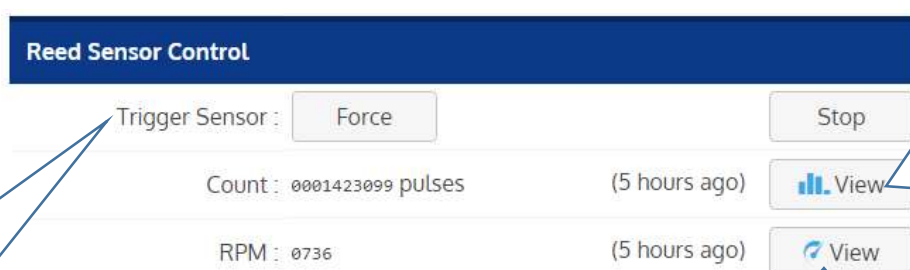 Reed Sensor Control
Trigger Sensor : Force Stop
Count : 0001423099 pulses (5 hours ago) View
RPM : 0736 (5 hours ago) View